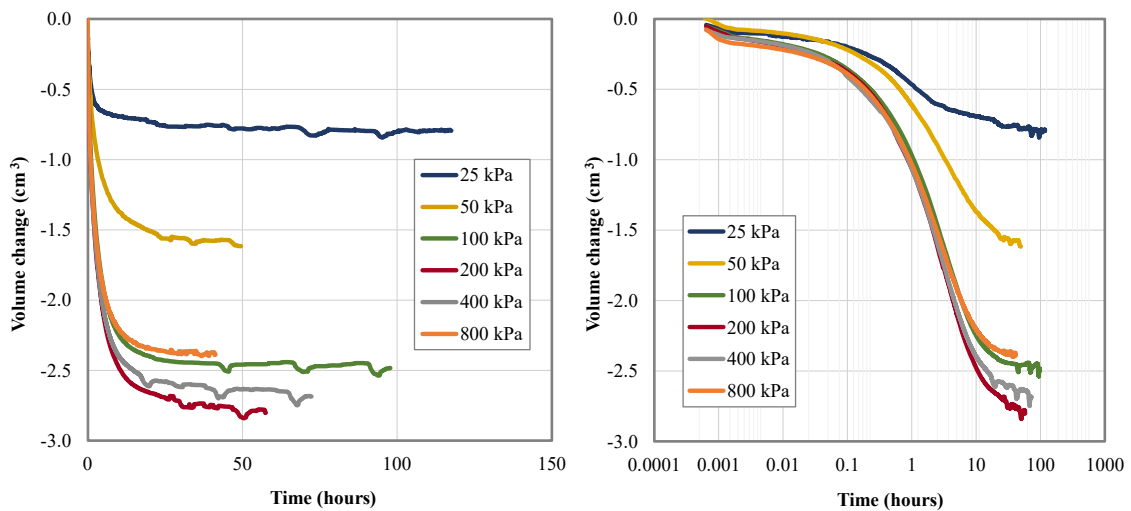 0.0
-0.5
-1.0
-1.5
-2.0
-2.5
-3.0
Volume change (cm³)
25 kPa
50 kPa
100 kPa
200 kPa
400 kPa
800 kPa
0 50 100 150
Time (hours)
0.0
-0.5
-1.0
-1.5
-2.0
-2.5
-3.0
Volume change (cm³)
25 kPa
50 kPa
100 kPa
200 kPa
400 kPa
800 kPa
0.0001 0.001 0.1 1 10 100 1000
Time (hours)